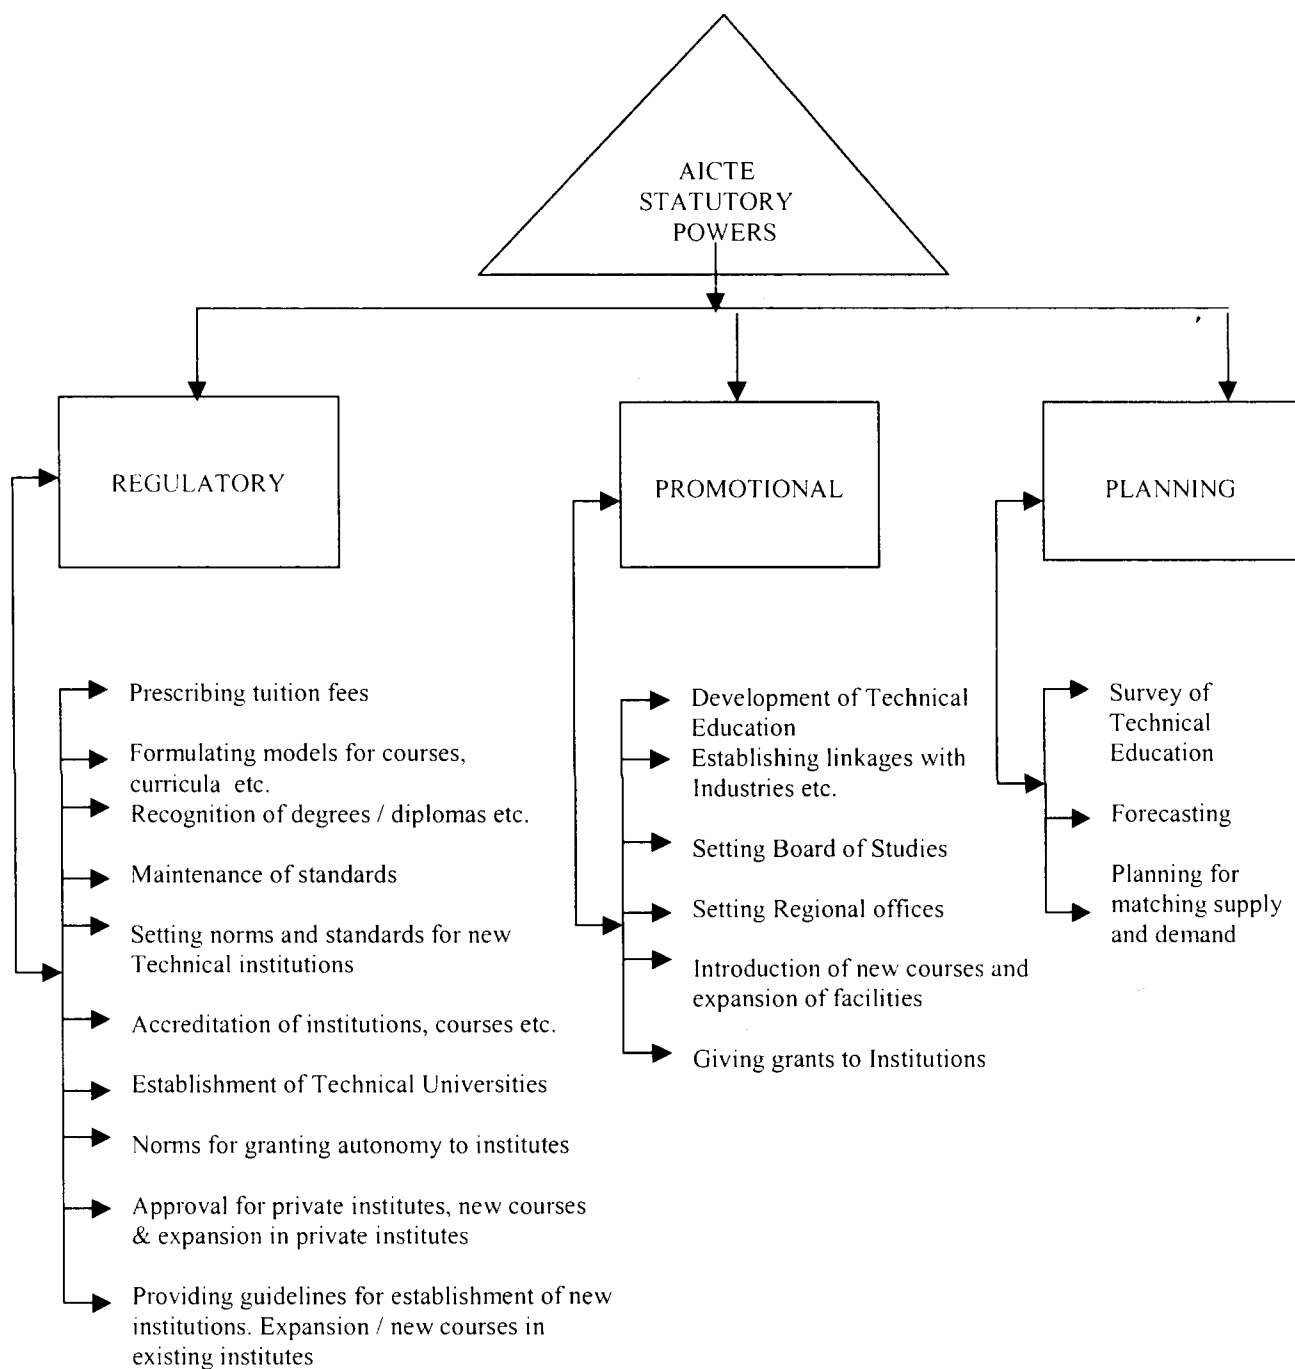 AICTE
STATUTORY
POWERS
REGULATORY
PROMOTIONAL
PLANNING
Prescribing tuition fees
Formulating models for courses,
curricula etc.
Recognition of degrees / diplomas etc.
Maintenance of standards
Setting norms and standards for new
Technical institutions
Accreditation of institutions, courses etc.
Establishment of Technical Universities
Norms for granting autonomy to institutes
Approval for private institutes, new courses
& expansion in private institutes
Providing guidelines for establishment of new
institutions. Expansion / new courses in
existing institutes
Development of Technical
Education
Establishing linkages with
Industries etc.
Setting Board of Studies
Setting Regional offices
Introduction of new courses and
expansion of facilities
Giving grants to Institutions
Survey of
Technical
Education
Forecasting
Planning for
matching supply
and demand